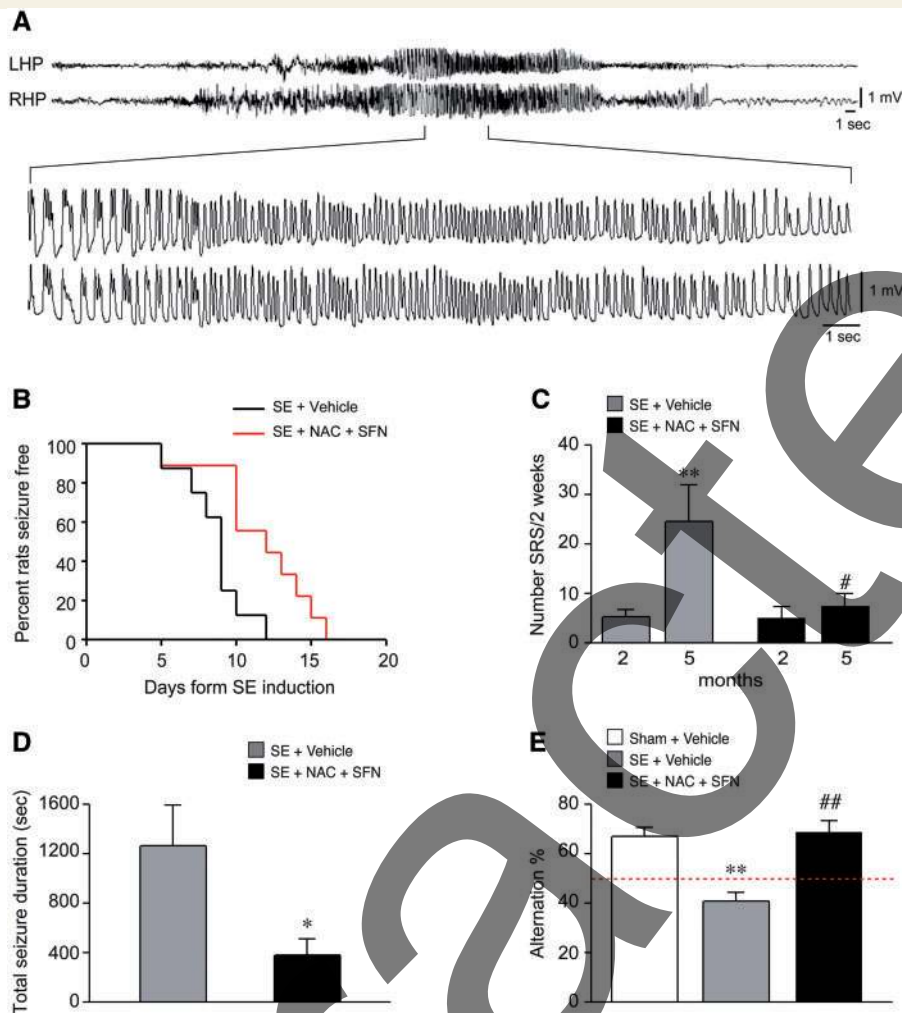 A
LHP
RHP
1 mV
1 sec
1 mV
1 sec
B
SE + Vehicle
SE + NAC + SFN
100
80
60
40
20
0
Percent rats seizure free
0 5 10 15 20
Days form SE induction
C
SE + Vehicle
SE + NAC + SFN
40
30
20
10
0
Number SRS/2 weeks
**
#
2 5 2 5
months
D
SE + Vehicle
SE + NAC + SFN
1600
1200
800
400
0
Total seizure duration (sec)
*
E
Sham + Vehicle
SE + Vehicle
SE + NAC + SFN
80
60
40
20
0
Alternation %
**
##